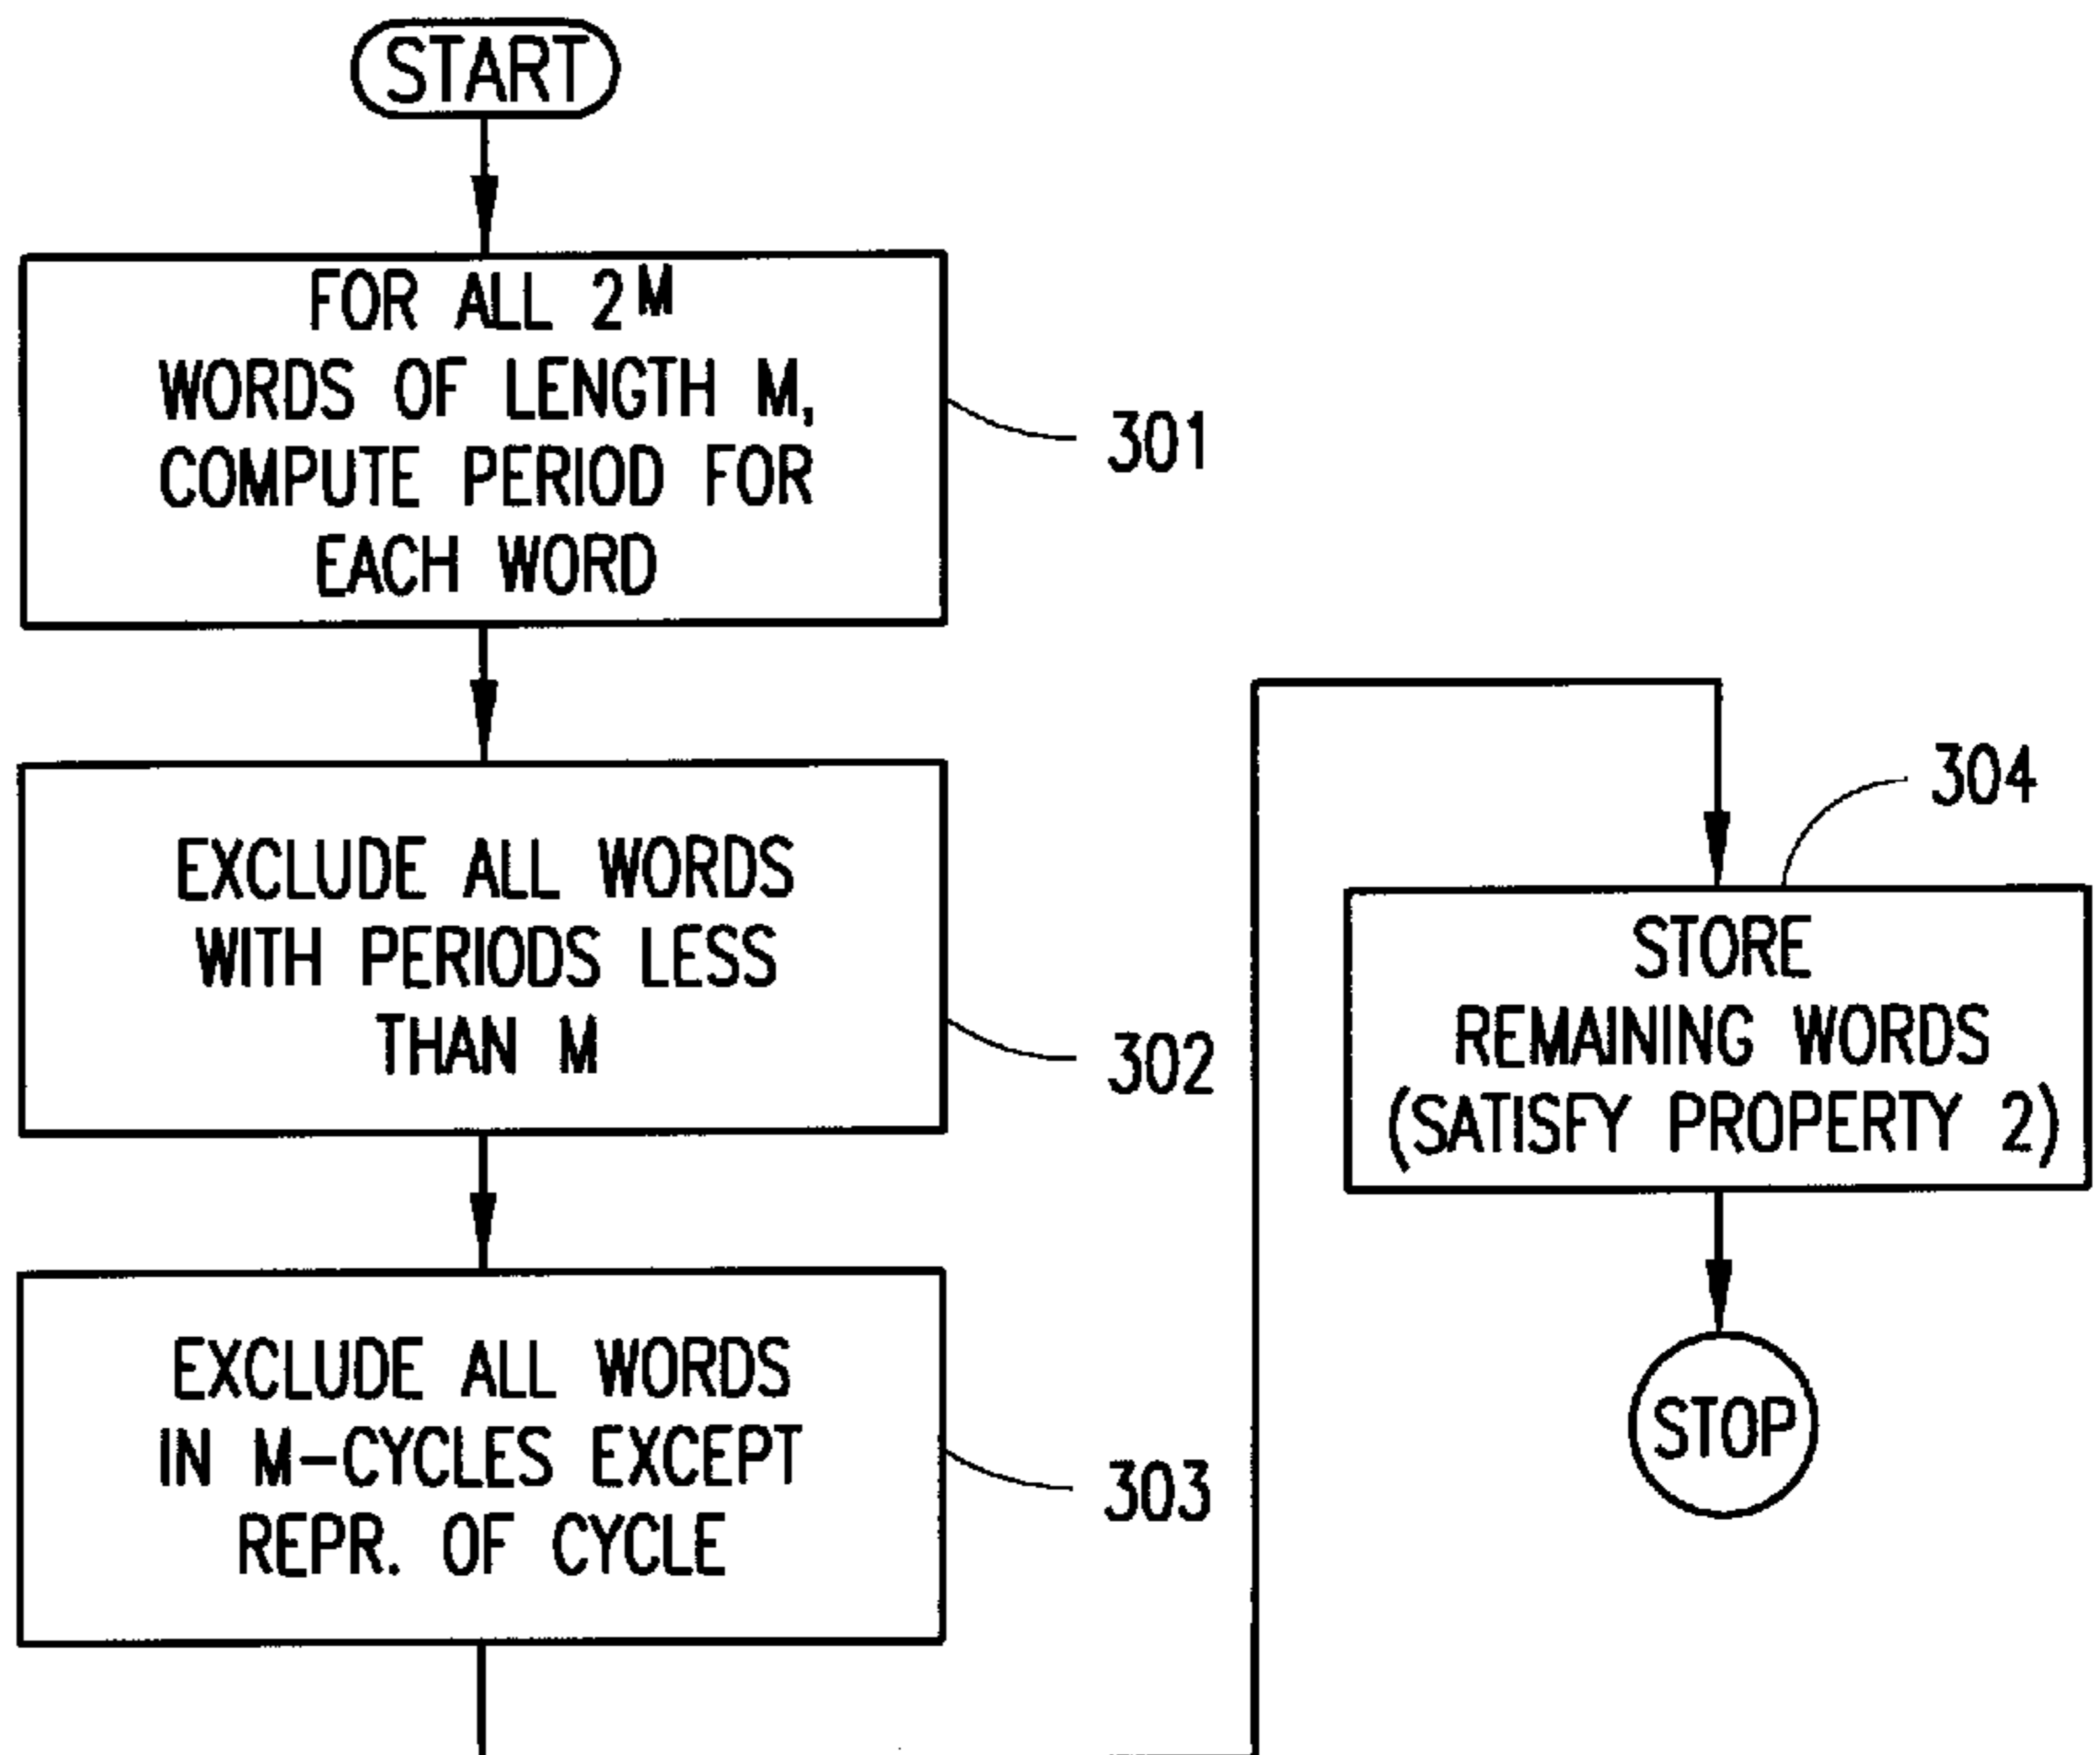 START
FOR ALL 2^M
WORDS OF LENGTH M,
COMPUTE PERIOD FOR
EACH WORD
301
EXCLUDE ALL WORDS
WITH PERIODS LESS
THAN M
302
EXCLUDE ALL WORDS
IN M-CYCLES EXCEPT
REPR. OF CYCLE
303
304
STORE
REMAINING WORDS
(SATISFY PROPERTY 2)
STOP